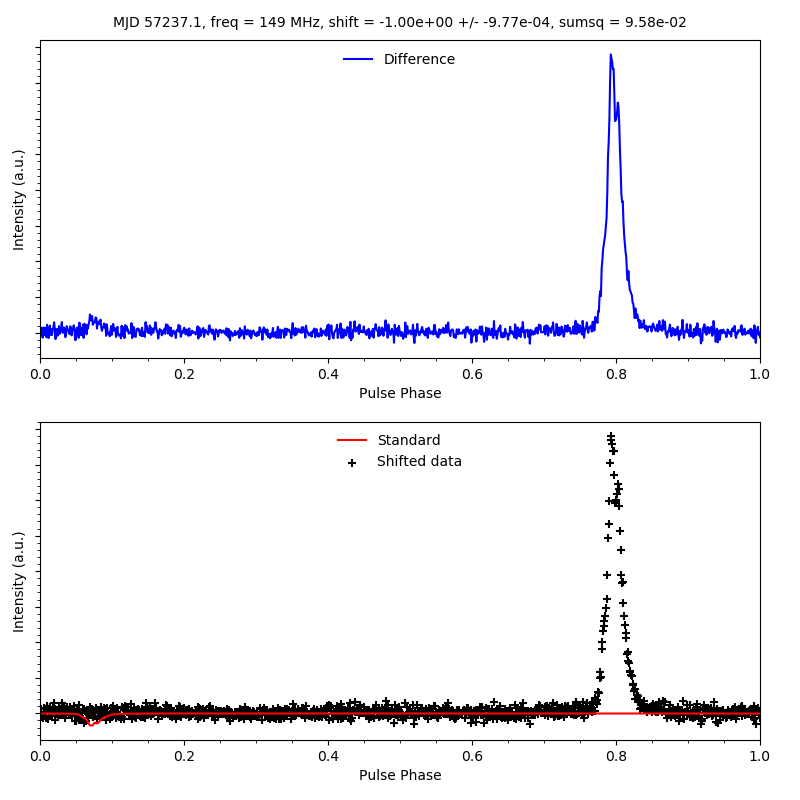 MJD 57237.1, freq = 149 MHz, shift = -1.00e+00 +/- -9.77e-04, sumsq = 9.58e-02
Difference
Intensity (a.u.)
0.0 0.2 0.4 0.6 0.8 1.0
Pulse Phase
Standard
Shifted data
Intensity (a.u.)
0.0 0.2 0.4 0.6 0.8 1.0
Pulse Phase